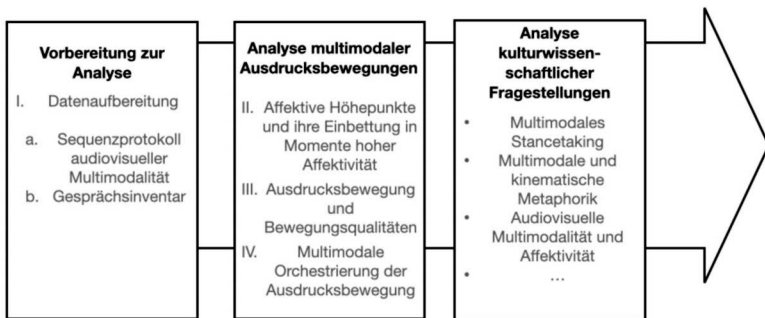 Vorbereitung zur
Analyse
I. Datenaufbereitung
a. Sequenzprotokoll
audiovisueller
Multimodalität
b. Gesprächsinventar
Analyse multimodaler
Ausdrucksbewegungen
II. Affektive Höhepunkte
und ihre Einbettung in
Momente hoher
Affektivität
III. Ausdrucksbewegung
und
Bewegungsqualitäten
IV. Multimodale
Orchestrierung der
Ausdrucksbewegung
Analyse
kulturwissen-
schaftlicher
Fragestellungen
• Multimodales
Stancetaking
• Multimodale und
kinematische
Metaphorik
• Audiovisuelle
Multimodalität und
Affektivität
• ...